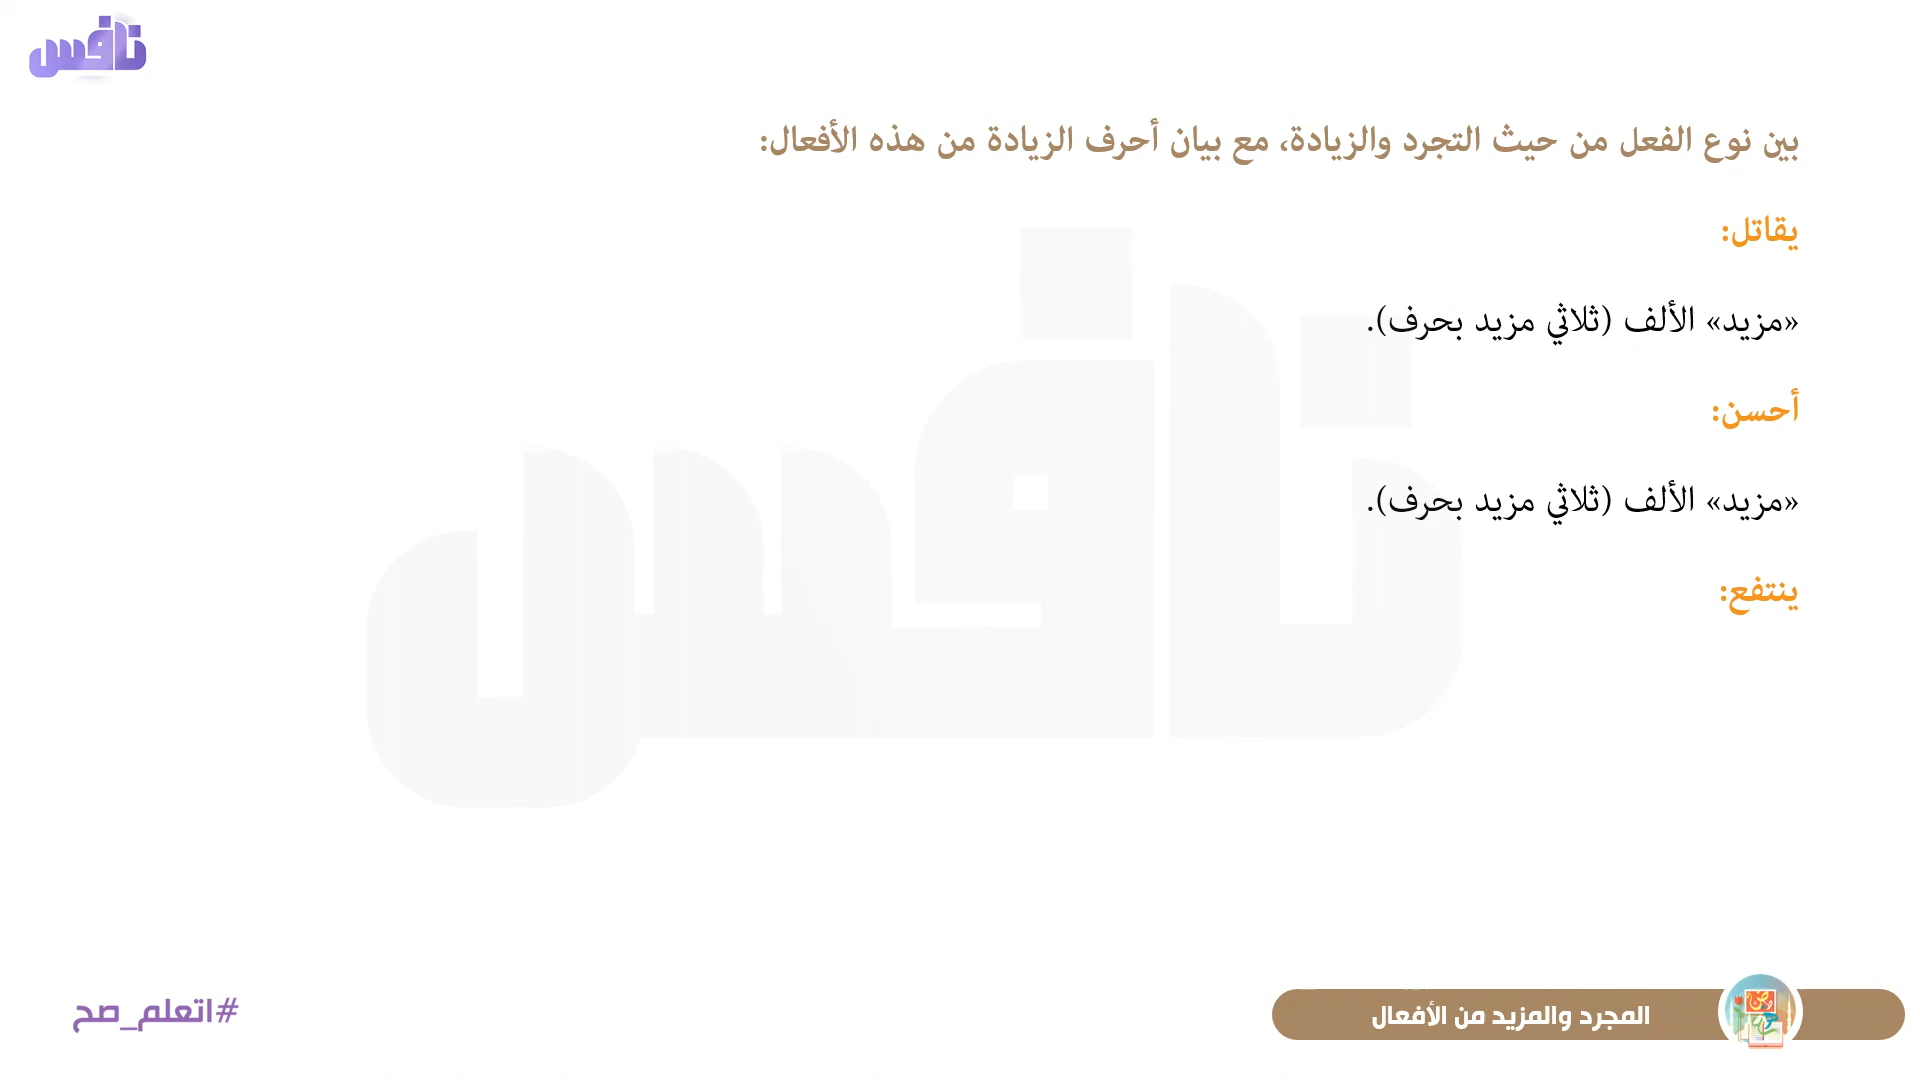 نافس
بين نوع الفعل من حيث التجرد والزيادة، مع بيان أحرف الزيادة من هذه الأفعال:
يقاتل:
«مزيد» الألف (ثلاثي مزيد بحرف).
أحسن:
«مزيد» الألف (ثلاثي مزيد بحرف).
ينتفع:
نافس
المجرد والمزيد من الأفعال
#اتعلم_صح